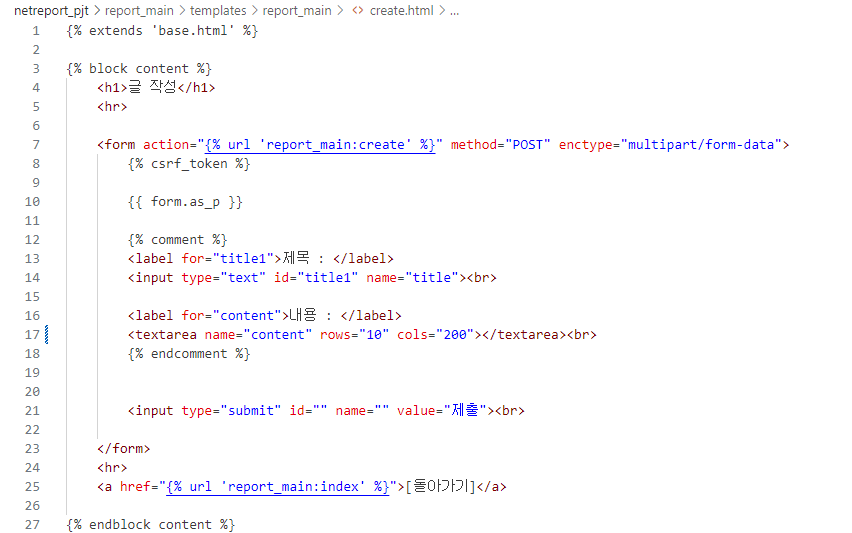 netreport_pjt > report_main > templates > report_main > <> create.html > ...
1 {% extends 'base.html' %}
2
3 {% block content %}
4 <h1>글 작성</h1>
5 <hr>
6
7 <form action="{% url 'report_main:create' %}" method="POST" enctype="multipart/form-data">
8 {% csrf_token %}
9
10 {{ form.as_p }}
11
12 {% comment %}
13 <label for="title1">제목 : </label>
14 <input type="text" id="title1" name="title"><br>
15
16 <label for="content">내용 : </label>
17 <textarea name="content" rows="10" cols="200"></textarea><br>
18 {% endcomment %}
19
20
21 <input type="submit" id="" name="" value="제출"><br>
22
23 </form>
24 <hr>
25 <a href="{% url 'report_main:index' %}">[돌아가기]</a>
26
27 {% endblock content %}